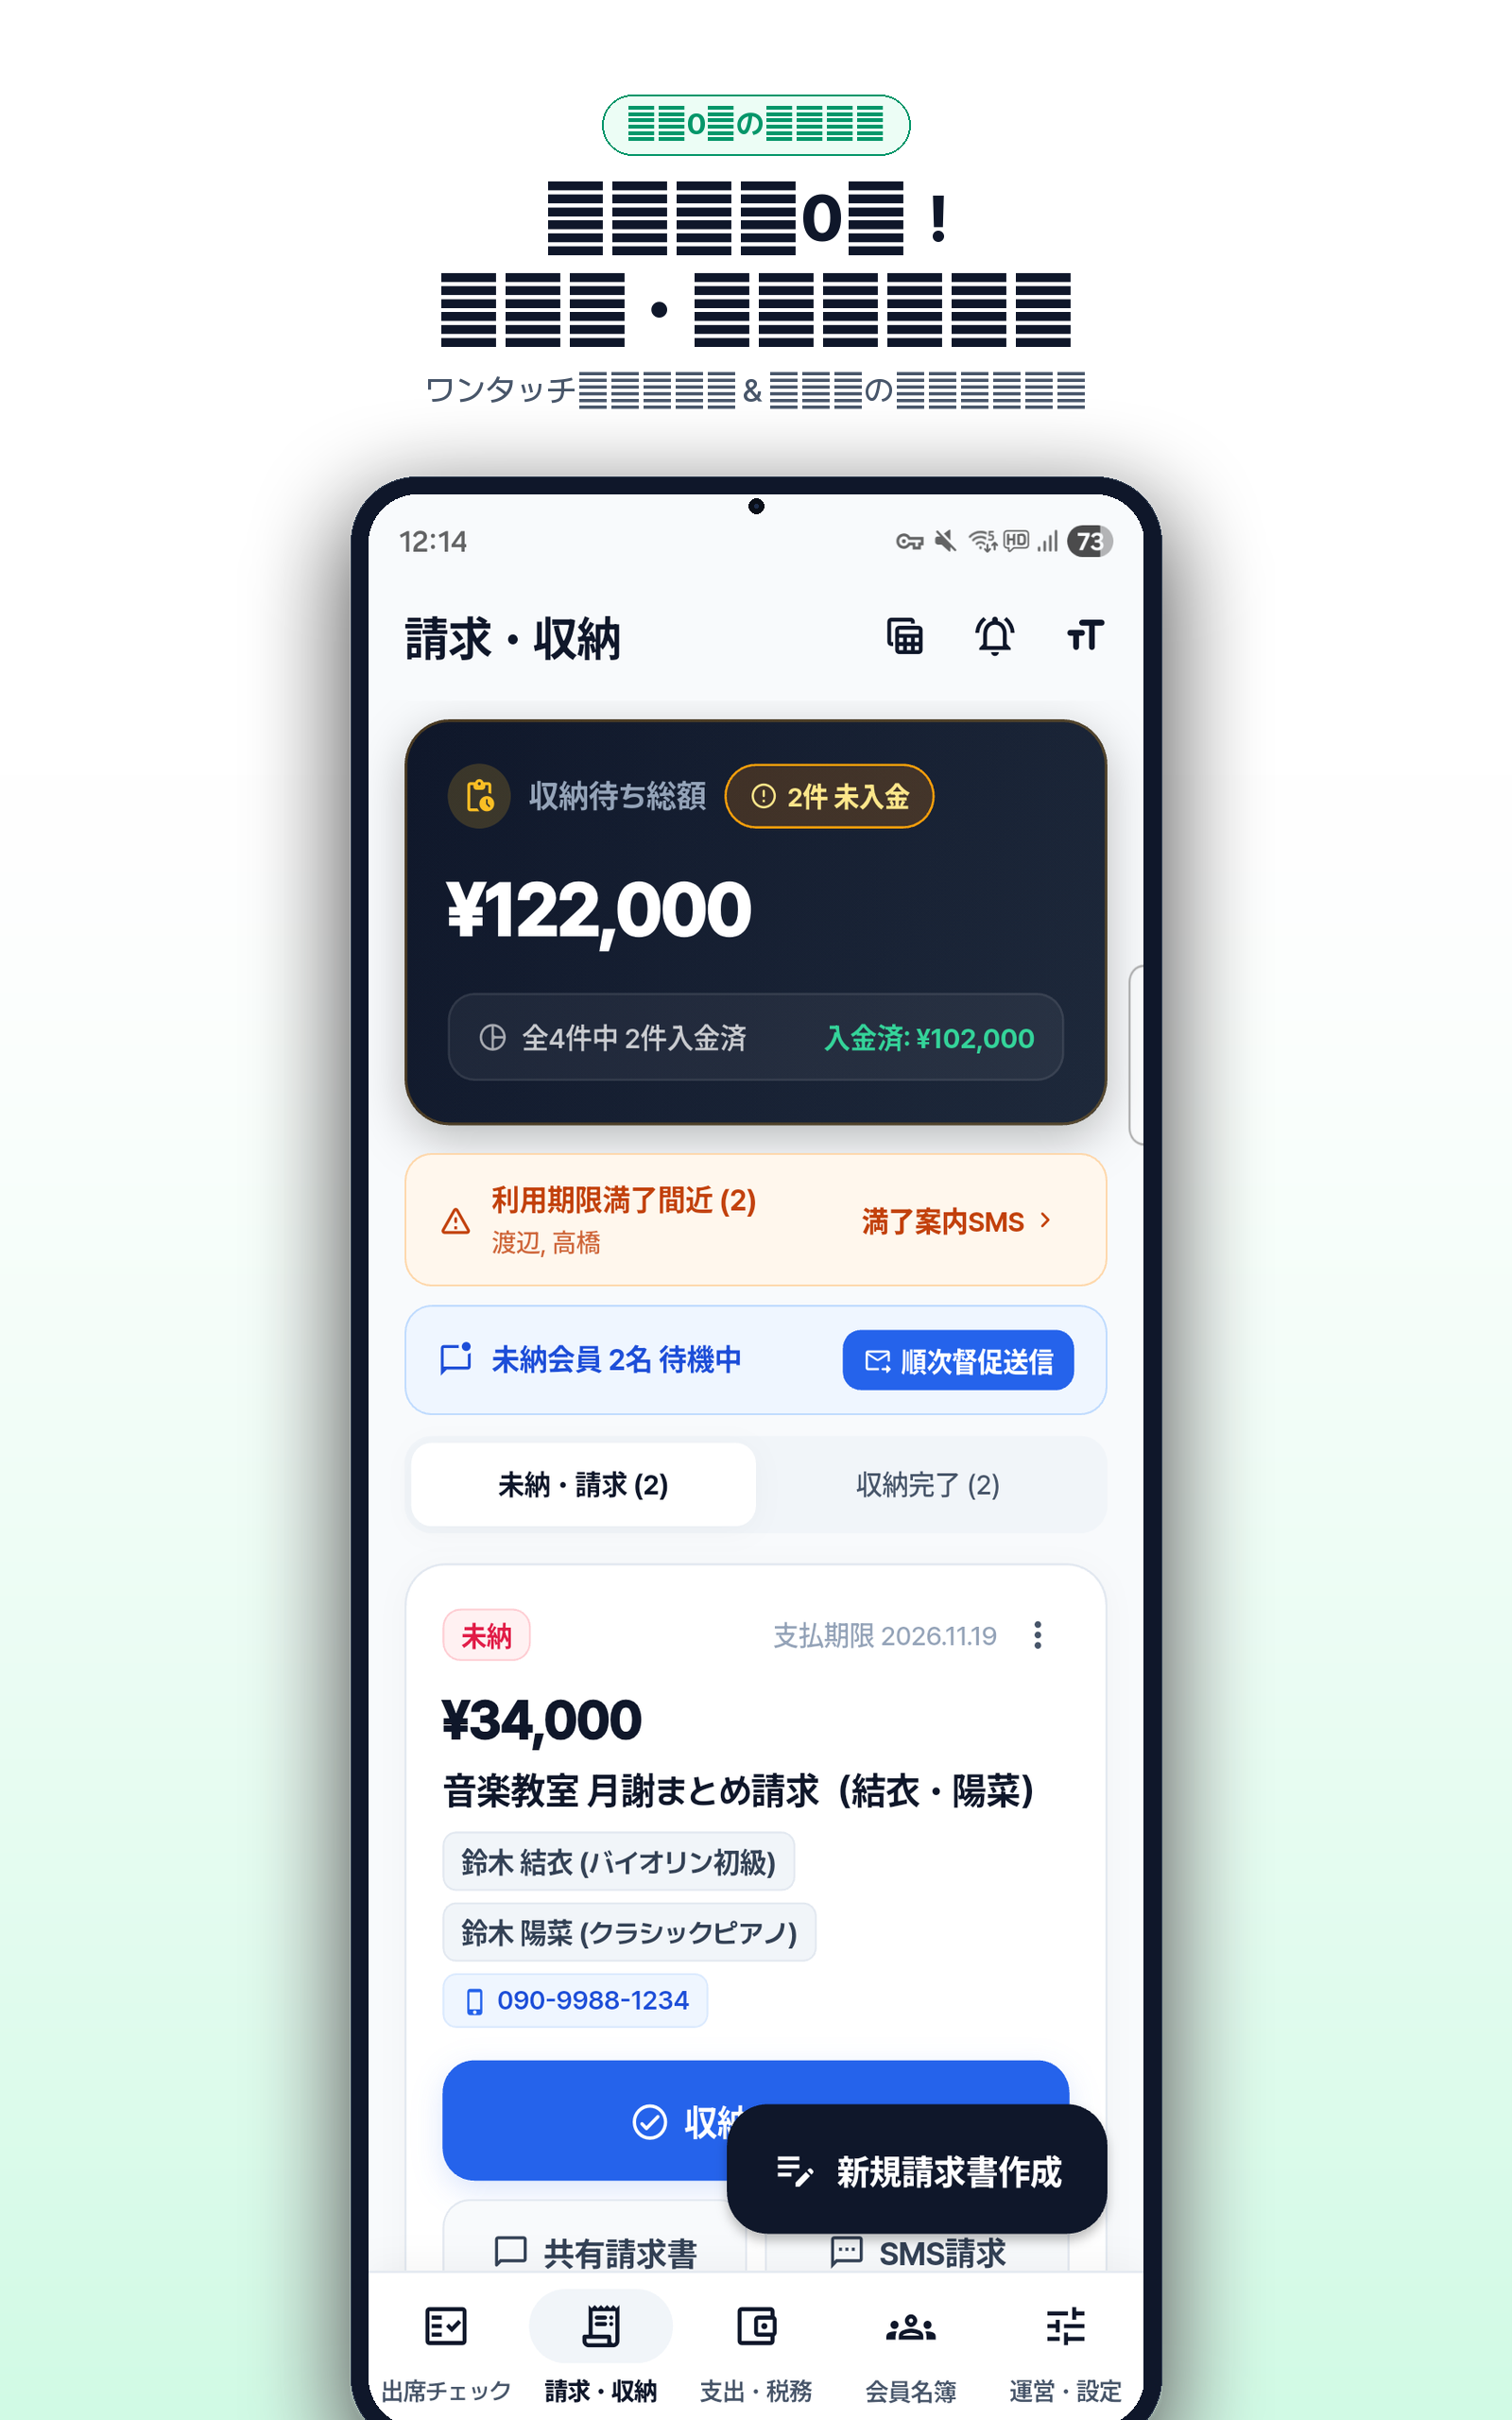 0の
0！
・
ワンタッチ & の
12:14
5 HD 73
請求・収納
収納待ち総額
2件 未入金
¥122,000
全4件中 2件入金済 入金済: ¥102,000
利用期限満了間近 (2)
渡辺, 高橋
満了案内SMS
未納会員 2名 待機中
順次督促送信
未納・請求 (2) 収納完了 (2)
未納 支払期限 2026.11.19
¥34,000
音楽教室 月謝まとめ請求（結衣・陽菜）
鈴木 結衣 (バイオリン初級)
鈴木 陽菜 (クラシックピアノ)
090-9988-1234
収納
新規請求書作成
共有請求書 SMS請求
出席チェック 請求・収納 支出・税務 会員名簿 運営・設定